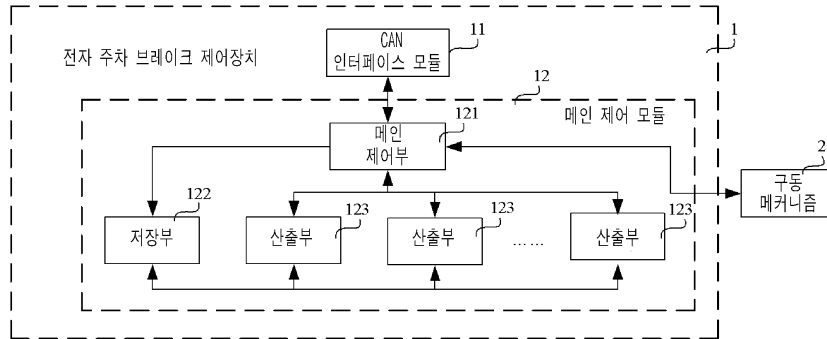 전자 주차 브레이크 제어장치
CAN
인터페이스 모듈
11
1
12
메인 제어 모듈
메인
제어부
121
2
구동
메커니즘
122
저장부
123
산출부
123
산출부
……
123
산출부